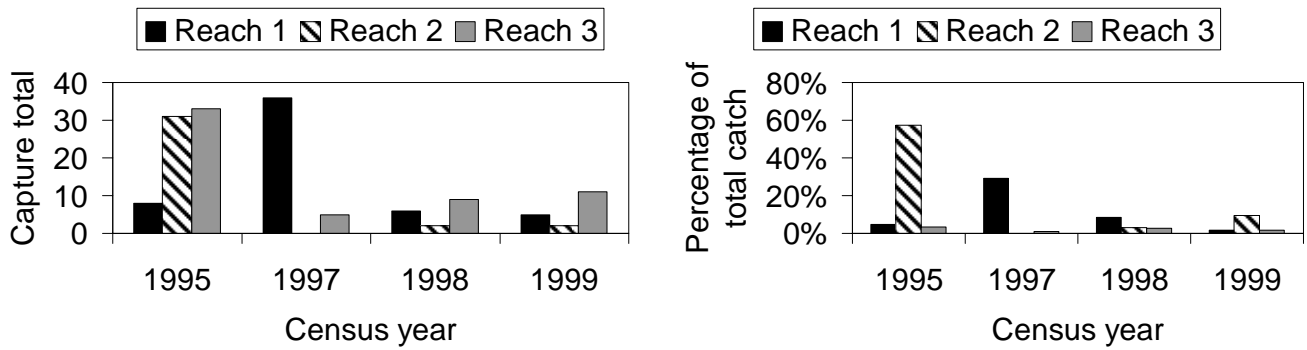 Reach 1 Reach 2 Reach 3
Capture total
40
30
20
10
0
1995 1997 1998 1999
Census year
Reach 1 Reach 2 Reach 3
Percentage of
total catch
80%
60%
40%
20%
0%
1995 1997 1998 1999
Census year